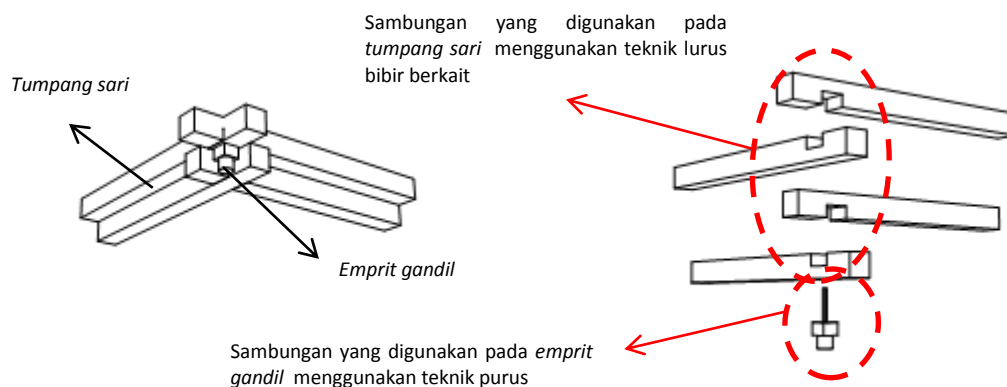 Sambungan yang digunakan pada
tumpang sari menggunakan teknik lurus
bibir berkait
Tumpang sari
Emprit gandil
Sambungan yang digunakan pada emprit
gandil menggunakan teknik purus